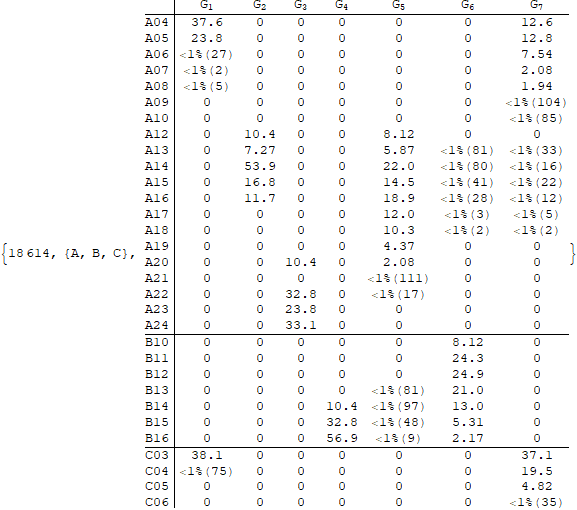 G₁ G₂ G₃ G₄ G₅ G₆ G₇
A04 37.6 0 0 0 0 0 12.6
A05 23.8 0 0 0 0 0 12.8
A06 <1%(27) 0 0 0 0 0 7.54
A07 <1%(2) 0 0 0 0 0 2.08
A08 <1%(5) 0 0 0 0 0 1.94
A09 0 0 0 0 0 0 <1%(104)
A10 0 0 0 0 0 0 <1%(85)
A12 0 10.4 0 0 8.12 0 0
A13 0 7.27 0 0 5.87 <1%(81) <1%(33)
A14 0 53.9 0 0 22.0 <1%(80) <1%(16)
A15 0 16.8 0 0 14.5 <1%(41) <1%(22)
A16 0 11.7 0 0 18.9 <1%(28) <1%(12)
A17 0 0 0 0 12.0 <1%(3) <1%(5)
A18 0 0 0 0 10.3 <1%(2) <1%(2)
A19 0 0 0 0 4.37 0 0
{18 614, {A, B, C}, }
A20 0 0 10.4 0 2.08 0 0
A21 0 0 0 0 <1%(111) 0 0
A22 0 0 32.8 0 <1%(17) 0 0
A23 0 0 23.8 0 0 0 0
A24 0 0 33.1 0 0 0 0
B10 0 0 0 0 0 8.12 0
B11 0 0 0 0 0 24.3 0
B12 0 0 0 0 0 24.9 0
B13 0 0 0 0 <1%(81) 21.0 0
B14 0 0 0 10.4 <1%(97) 13.0 0
B15 0 0 0 32.8 <1%(48) 5.31 0
B16 0 0 0 56.9 <1%(9) 2.17 0
C03 38.1 0 0 0 0 0 37.1
C04 <1%(75) 0 0 0 0 0 19.5
C05 0 0 0 0 0 0 4.82
C06 0 0 0 0 0 0 <1%(35)